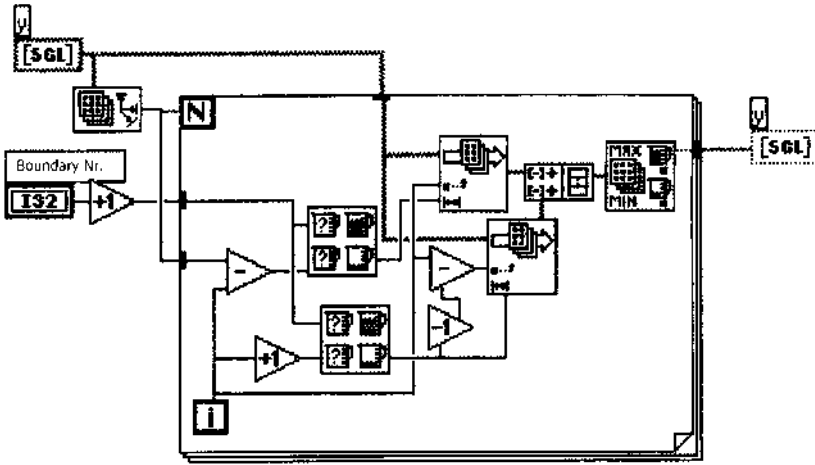 y
[SGL]
N
y
[SGL]
Boundary Nr.
I32
+1
MAX
MIN
[-]+
[-]+
a..?
|↔|
a..?
|↔|
? 
?
-
-
-1
?
?
+1
i